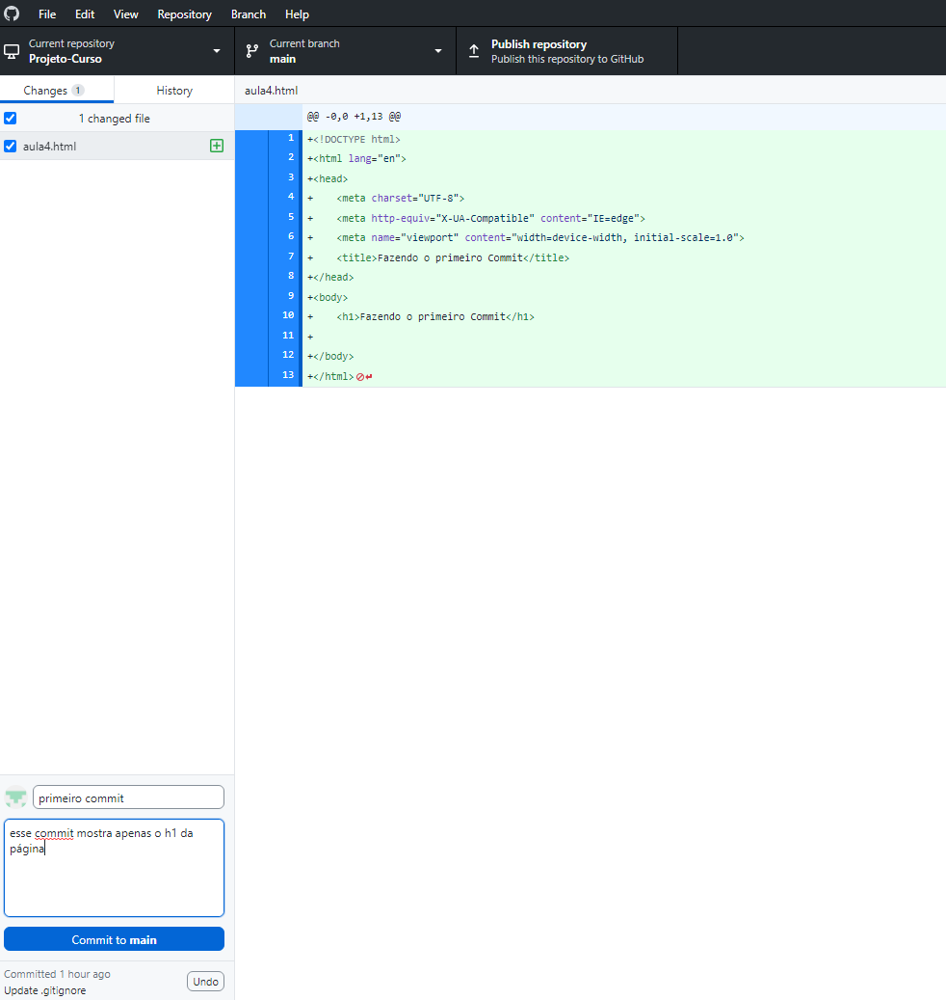 File Edit View Repository Branch Help
Current repository
Projeto-Curso
Current branch
main
Publish repository
Publish this repository to GitHub
Changes 1 History
aula4.html
1 changed file
aula4.html
@@ -0,0 +1,13 @@
1 +<!DOCTYPE html>
2 +<html lang="en">
3 +<head>
4 +    <meta charset="UTF-8">
5 +    <meta http-equiv="X-UA-Compatible" content="IE=edge">
6 +    <meta name="viewport" content="width=device-width, initial-scale=1.0">
7 +    <title>Fazendo o primeiro Commit</title>
8 +</head>
9 +<body>
10 +    <h1>Fazendo o primeiro Commit</h1>
11 +
12 +</body>
13 +</html>
primeiro commit
esse commit mostra apenas o h1 da
página
Commit to main
Committed 1 hour ago
Update .gitignore
Undo